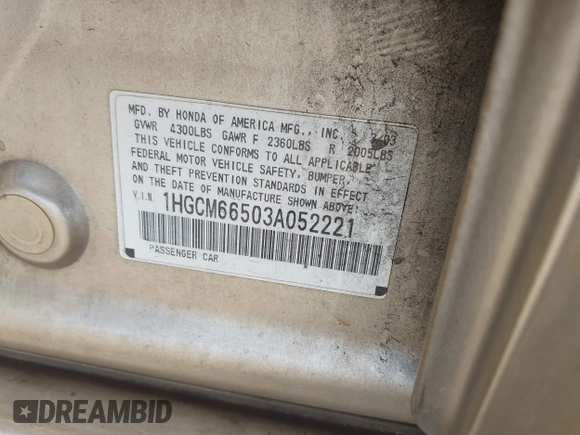 MFD. BY HONDA OF AMERICA MFG., INC. 03
GVWR 4300LBS GAWR F 2360LBS R 2005LBS
THIS VEHICLE CONFORMS TO ALL APPLICABLE
FEDERAL MOTOR VEHICLE SAFETY, BUMPER,
AND THEFT PREVENTION STANDARDS IN EFFECT
ON THE DATE OF MANUFACTURE SHOWN ABOVE.
V.I.N. 1HGCM66503A052221
PASSENGER CAR
DREAMBID